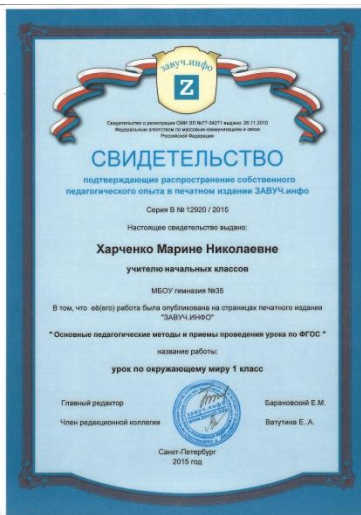 завуч.инфо
Z
Свидетельство о регистрации СМИ ЭЛ №77-34271 выдано: 26.11.2010
Федеральным агентством по массовым коммуникациям и связи
Российской Федерации
СВИДЕТЕЛЬСТВО
подтверждающие распространение собственного
педагогического опыта в печатном издании ЗАВУЧ.инфо
Серия B № 12920 / 2015
Настоящее свидетельство выдано:
Харченко Марине Николаевне
учителю начальных классов
МБОУ гимназия №35
В том, что её(его) работа была опубликована на страницах печатного издания
"ЗАВУЧ.ИНФО"
" Основные педагогические методы и приемы проведения урока по ФГОС "
название работы:
урок по окружающему миру 1 класс
Главный редактор
Барановский Е.М.
Член редакционной коллегии
Ватутина Е..А.
Санкт-Петербург
2015 год